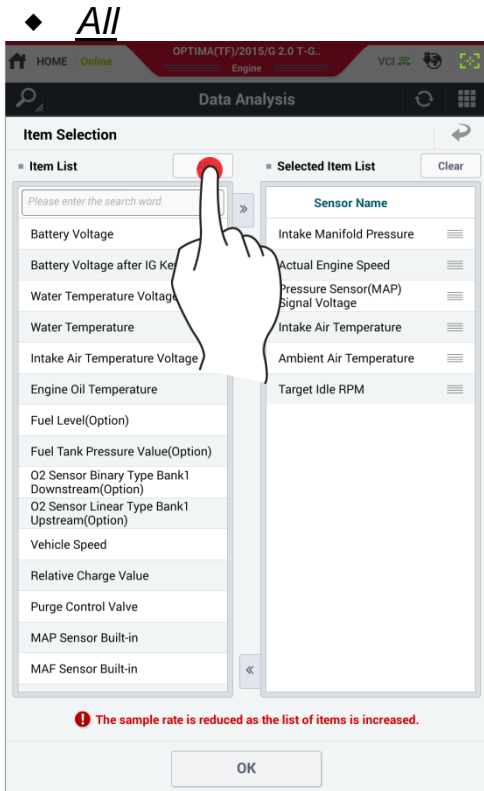 ◆ All
HOME Online OPTIMA(TF)/2015/G 2.0 T-G.. VCI
Engine
Data Analysis
Item Selection
Item List
Selected Item List Clear
Please enter the search word.
»
Sensor Name
Battery Voltage
Intake Manifold Pressure
Battery Voltage after IG
Actual Engine Speed
Water Temperature Voltage
Pressure Sensor(MAP)
Signal Voltage
Water Temperature
Intake Air Temperature
Intake Air Temperature Voltage
Ambient Air Temperature
Engine Oil Temperature
Target Idle RPM
Fuel Level(Option)
Fuel Tank Pressure Value(Option)
O2 Sensor Binary Type Bank1
Downstream(Option)
O2 Sensor Linear Type Bank1
Upstream(Option)
Vehicle Speed
Relative Charge Value
Purge Control Valve
MAP Sensor Built-in
MAF Sensor Built-in
«
The sample rate is reduced as the list of items is increased.
OK